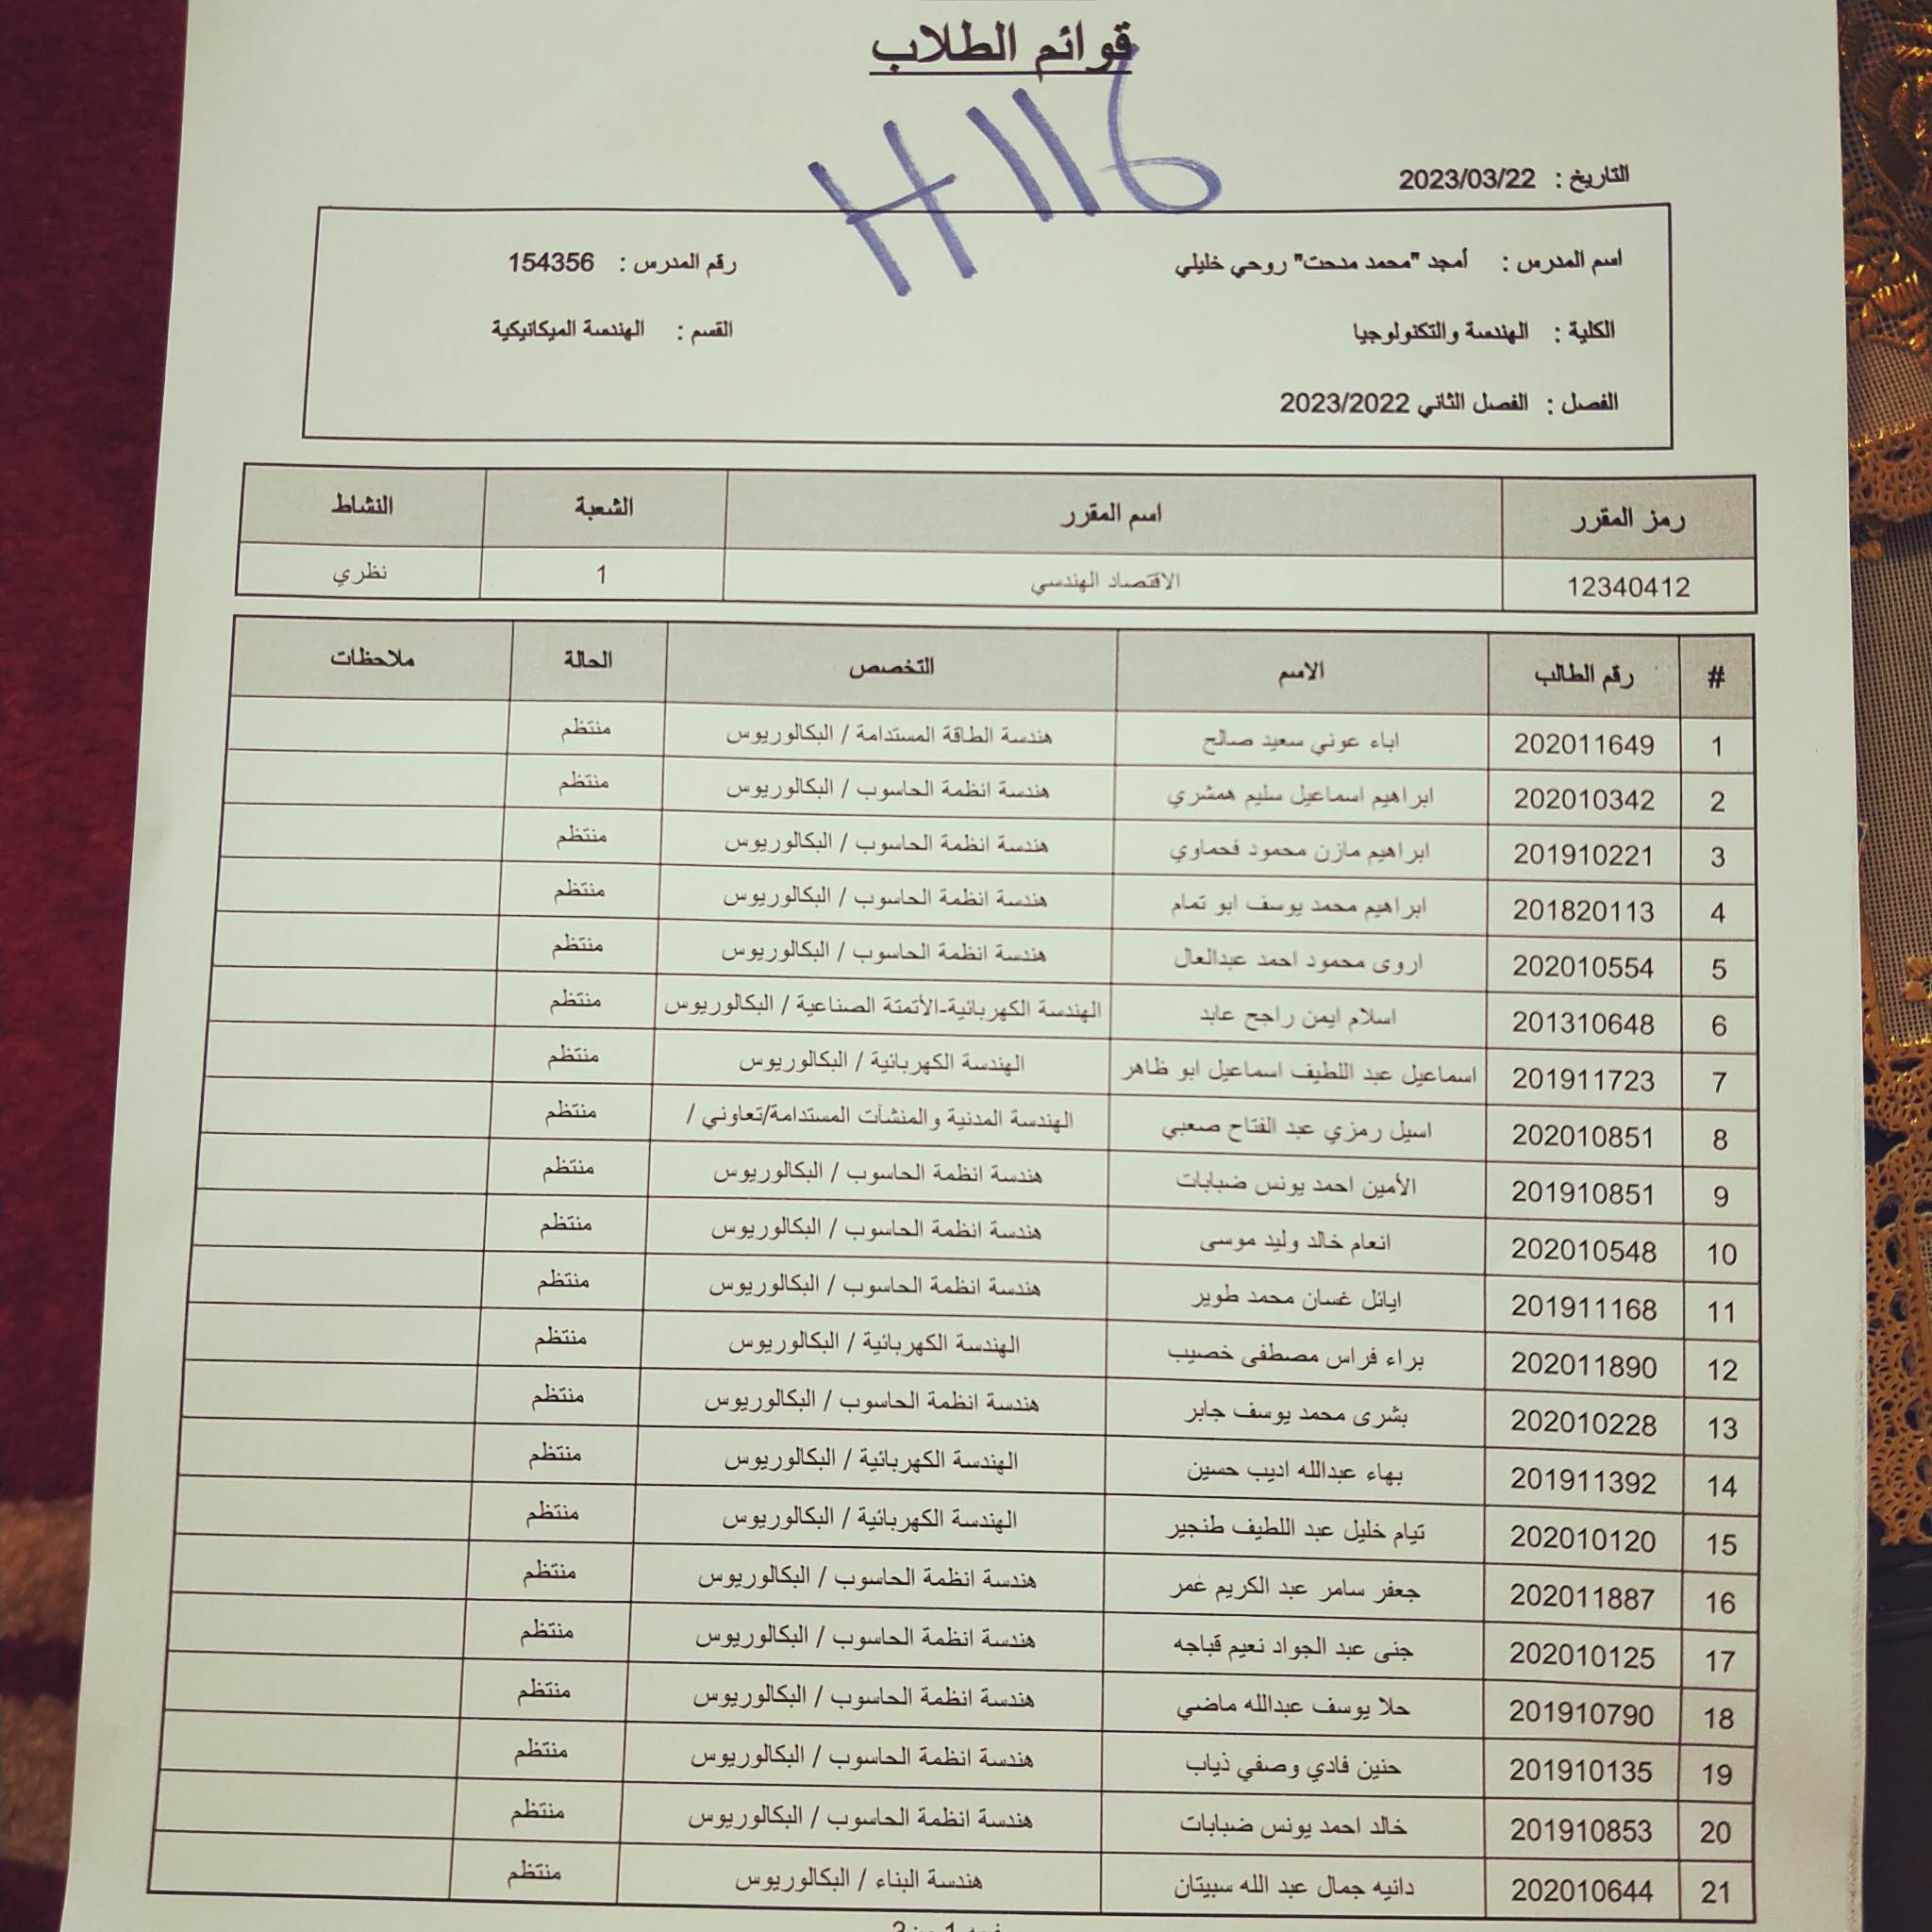 قوائم الطلاب
H116
التاريخ : 2023/03/22
اسم المدرس : أمجد "محمد مدحت" روحي خليلي رقم المدرس : 154356
الكلية : الهندسة والتكنولوجيا القسم : الهندسة الميكانيكية
الفصل : الفصل الثاني 2023/2022
رمز المقرر اسم المقرر الشعبة النشاط
12340412 الاقتصاد الهندسي 1 نظري
# رقم الطالب الاسم التخصص الحالة ملاحظات
1 202011649 اباء عوني سعيد صالح هندسة الطاقة المستدامة / البكالوريوس منتظم
2 202010342 ابراهيم اسماعيل سليم همشري هندسة انظمة الحاسوب / البكالوريوس منتظم
3 201910221 ابراهيم مازن محمود فحماوي هندسة انظمة الحاسوب / البكالوريوس منتظم
4 201820113 ابراهيم محمد يوسف ابو تمام هندسة انظمة الحاسوب / البكالوريوس منتظم
5 202010554 اروى محمود احمد عبدالعال هندسة انظمة الحاسوب / البكالوريوس منتظم
6 201310648 اسلام ايمن راجح عابد الهندسة الكهربائية-الأتمتة الصناعية / البكالوريوس منتظم
7 201911723 اسماعيل عبد اللطيف اسماعيل ابو ظاهر الهندسة الكهربائية / البكالوريوس منتظم
8 202010851 اسيل رمزي عبد الفتاح صعبي الهندسة المدنية والمنشآت المستدامة/تعاوني / منتظم
9 201910851 الأمين احمد يونس ضبابات هندسة انظمة الحاسوب / البكالوريوس منتظم
10 202010548 انعام خالد وليد موسى هندسة انظمة الحاسوب / البكالوريوس منتظم
11 201911168 ايائل غسان محمد طوير هندسة انظمة الحاسوب / البكالوريوس منتظم
12 202011890 براء فراس مصطفى خصيب الهندسة الكهربائية / البكالوريوس منتظم
13 202010228 بشرى محمد يوسف جابر هندسة انظمة الحاسوب / البكالوريوس منتظم
14 201911392 بهاء عبدالله اديب حسين الهندسة الكهربائية / البكالوريوس منتظم
15 202010120 تيام خليل عبد اللطيف طنجير الهندسة الكهربائية / البكالوريوس منتظم
16 202011887 جعفر سامر عبد الكريم عمر هندسة انظمة الحاسوب / البكالوريوس منتظم
17 202010125 جنى عبد الجواد نعيم قباجه هندسة انظمة الحاسوب / البكالوريوس منتظم
18 201910790 حلا يوسف عبدالله ماضي هندسة انظمة الحاسوب / البكالوريوس منتظم
19 201910135 حنين فادي وصفي ذياب هندسة انظمة الحاسوب / البكالوريوس منتظم
20 201910853 خالد احمد يونس ضبابات هندسة انظمة الحاسوب / البكالوريوس منتظم
21 202010644 دانيه جمال عبد الله سبيتان هندسة البناء / البكالوريوس منتظم